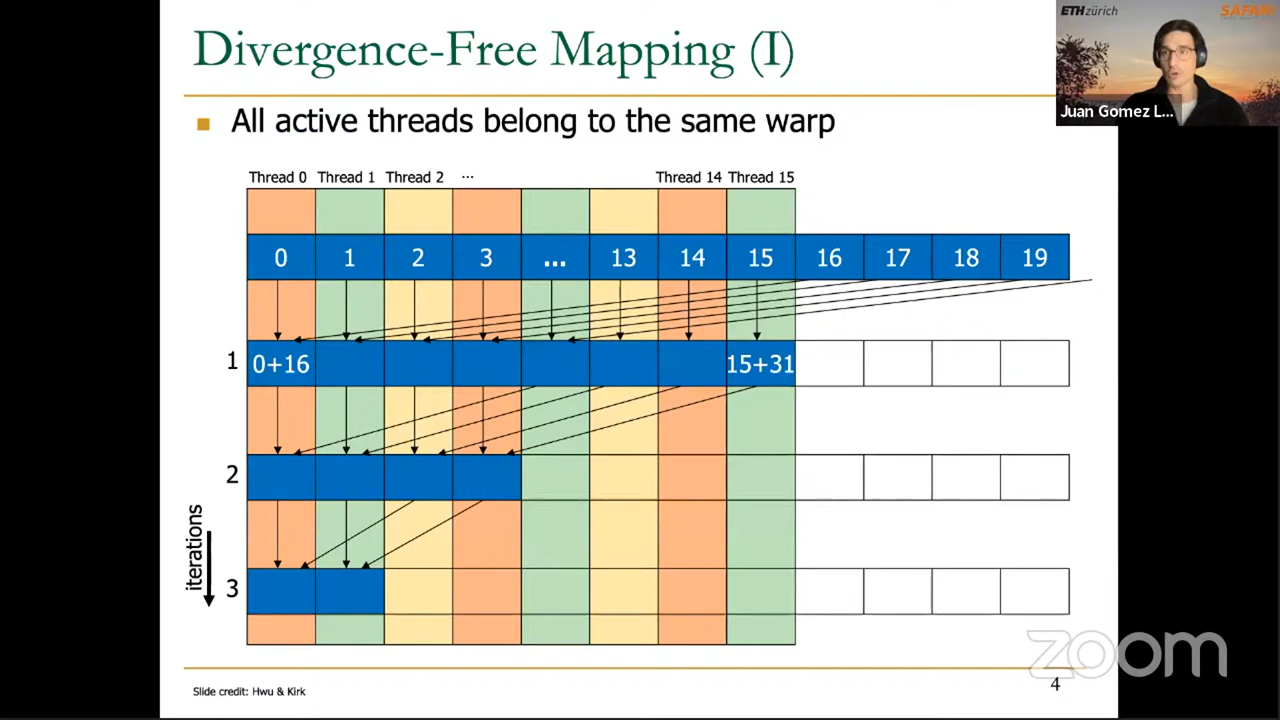 Divergence-Free Mapping (I)
ETH zürich
SAFARI
Juan Gomez L...
All active threads belong to the same warp
Thread 0 Thread 1 Thread 2 ... Thread 14 Thread 15
0 1 2 3 ... 13 14 15 16 17 18 19
1 0+16 15+31
2
iterations
3
zoom
Slide credit: Hwu & Kirk
4